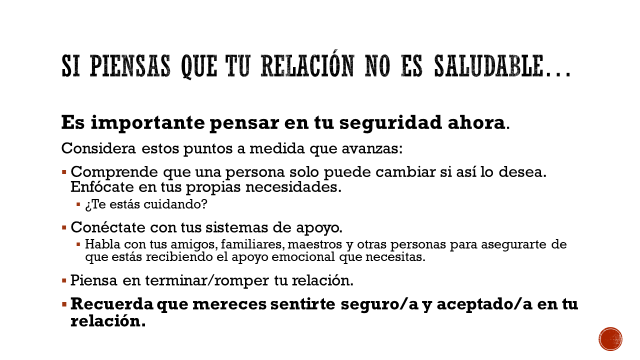 SI PIENSAS QUE TU RELACIÓN NO ES SALUDABLE...
Es importante pensar en tu seguridad ahora.
Considera estos puntos a medida que avanzas:
▪ Comprende que una persona solo puede cambiar si así lo desea.
Enfócate en tus propias necesidades.
▪ ¿Te estás cuidando?
▪ Conéctate con tus sistemas de apoyo.
▪ Habla con tus amigos, familiares, maestros y otras personas para asegurarte de
que estás recibiendo el apoyo emocional que necesitas.
▪ Piensa en terminar/romper tu relación.
▪ Recuerda que mereces sentirte seguro/a y aceptado/a en tu
relación.